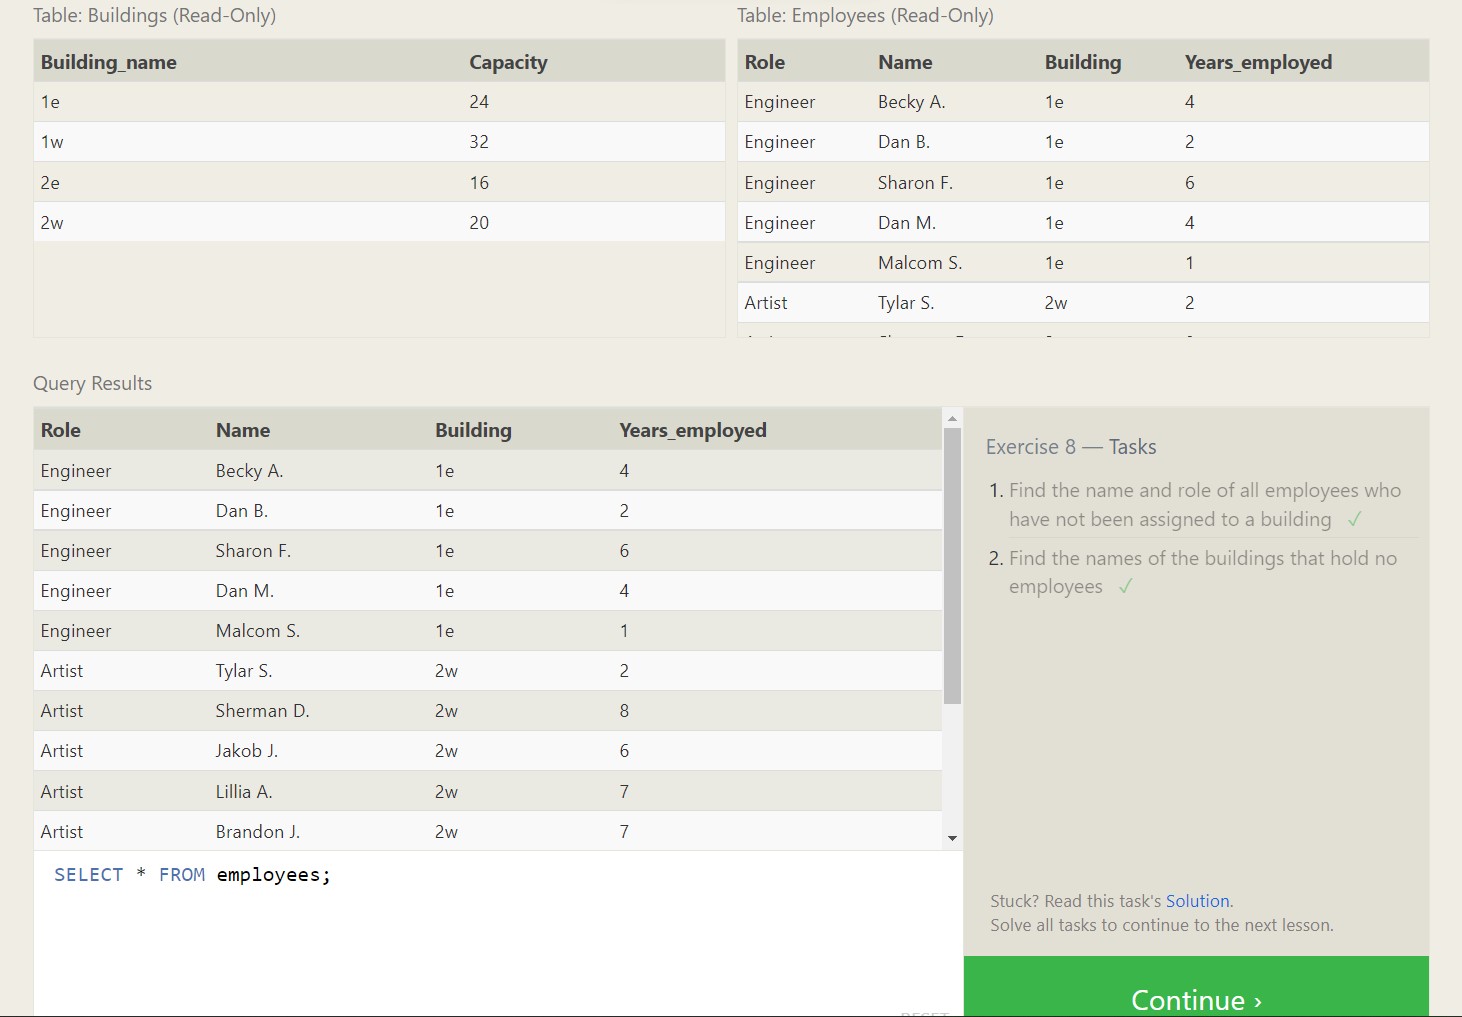 Table: Buildings (Read-Only)
Building_name Capacity
1e 24
1w 32
2e 16
2w 20
Table: Employees (Read-Only)
Role Name Building Years_employed
Engineer Becky A. 1e 4
Engineer Dan B. 1e 2
Engineer Sharon F. 1e 6
Engineer Dan M. 1e 4
Engineer Malcom S. 1e 1
Artist Tylar S. 2w 2
Query Results
Role Name Building Years_employed
Engineer Becky A. 1e 4
Engineer Dan B. 1e 2
Engineer Sharon F. 1e 6
Engineer Dan M. 1e 4
Engineer Malcom S. 1e 1
Artist Tylar S. 2w 2
Artist Sherman D. 2w 8
Artist Jakob J. 2w 6
Artist Lillia A. 2w 7
Artist Brandon J. 2w 7
SELECT * FROM employees;
Exercise 8 — Tasks
1. Find the name and role of all employees who
have not been assigned to a building ✓
2. Find the names of the buildings that hold no
employees ✓
Stuck? Read this task's Solution.
Solve all tasks to continue to the next lesson.
Continue ›